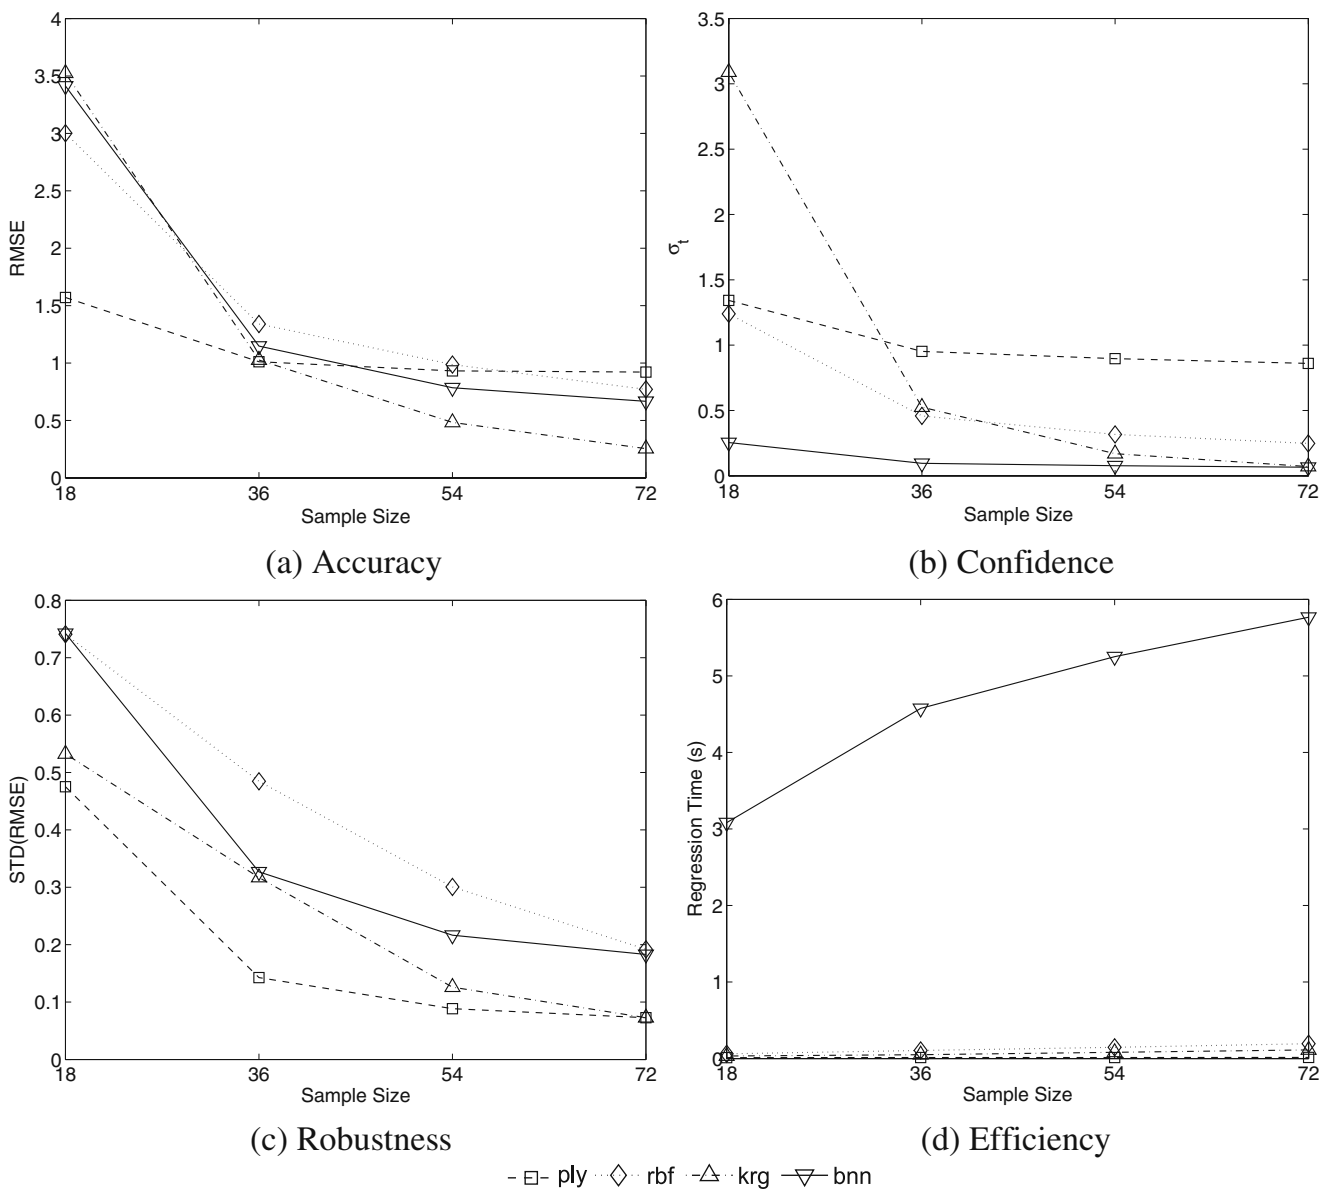 4
3.5
3
2.5
2
1.5
1
0.5
0
RMSE
18 36 54 72
Sample Size
(a) Accuracy
3.5
3
2.5
2
1.5
1
0.5
0
σt
18 36 54 72
Sample Size
(b) Confidence
0.8
0.7
0.6
0.5
0.4
0.3
0.2
0.1
0
STD(RMSE)
18 36 54 72
Sample Size
(c) Robustness
6
5
4
3
2
1
0
Regression Time (s)
18 36 54 72
Sample Size
(d) Efficiency
ply rbf krg bnn